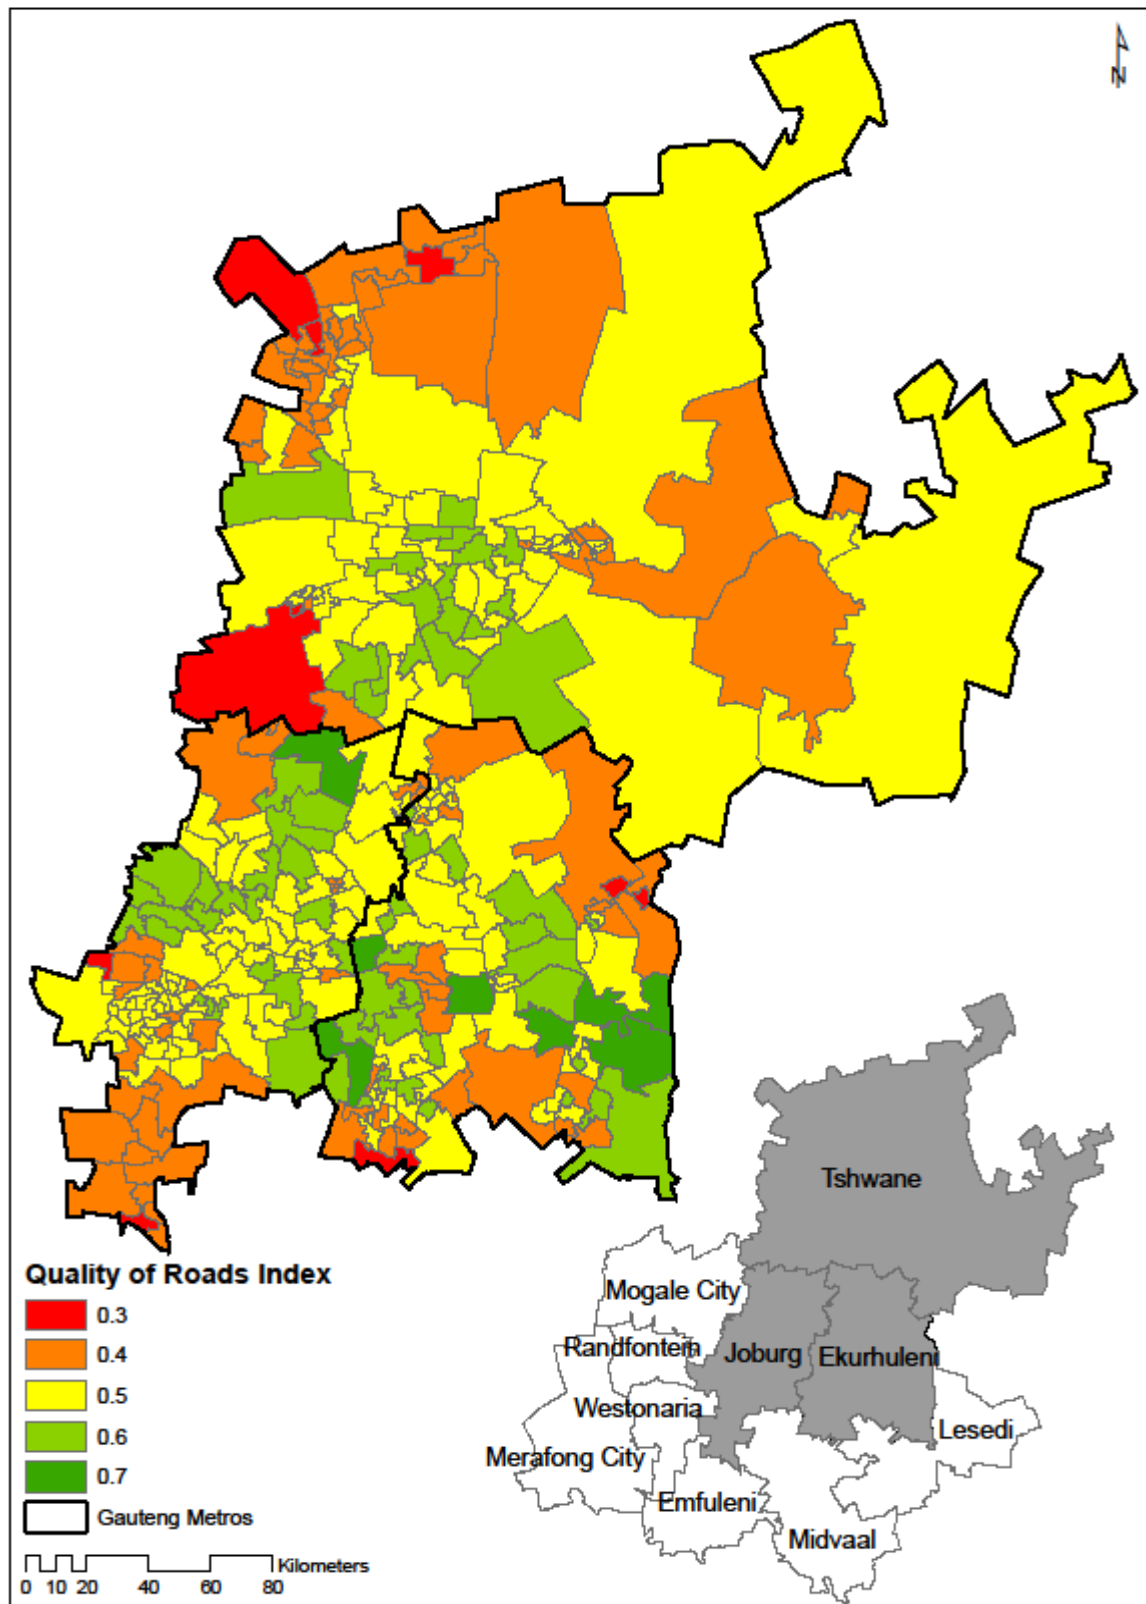 N
Tshwane
Mogale City
Randfontein
Joburg
Ekurhuleni
Westonaria
Lesedi
Merafong City
Emfuleni
Midvaal
Quality of Roads Index
0.3
0.4
0.5
0.6
0.7
Gauteng Metros
Kilometers
0 10 20 40 60 80